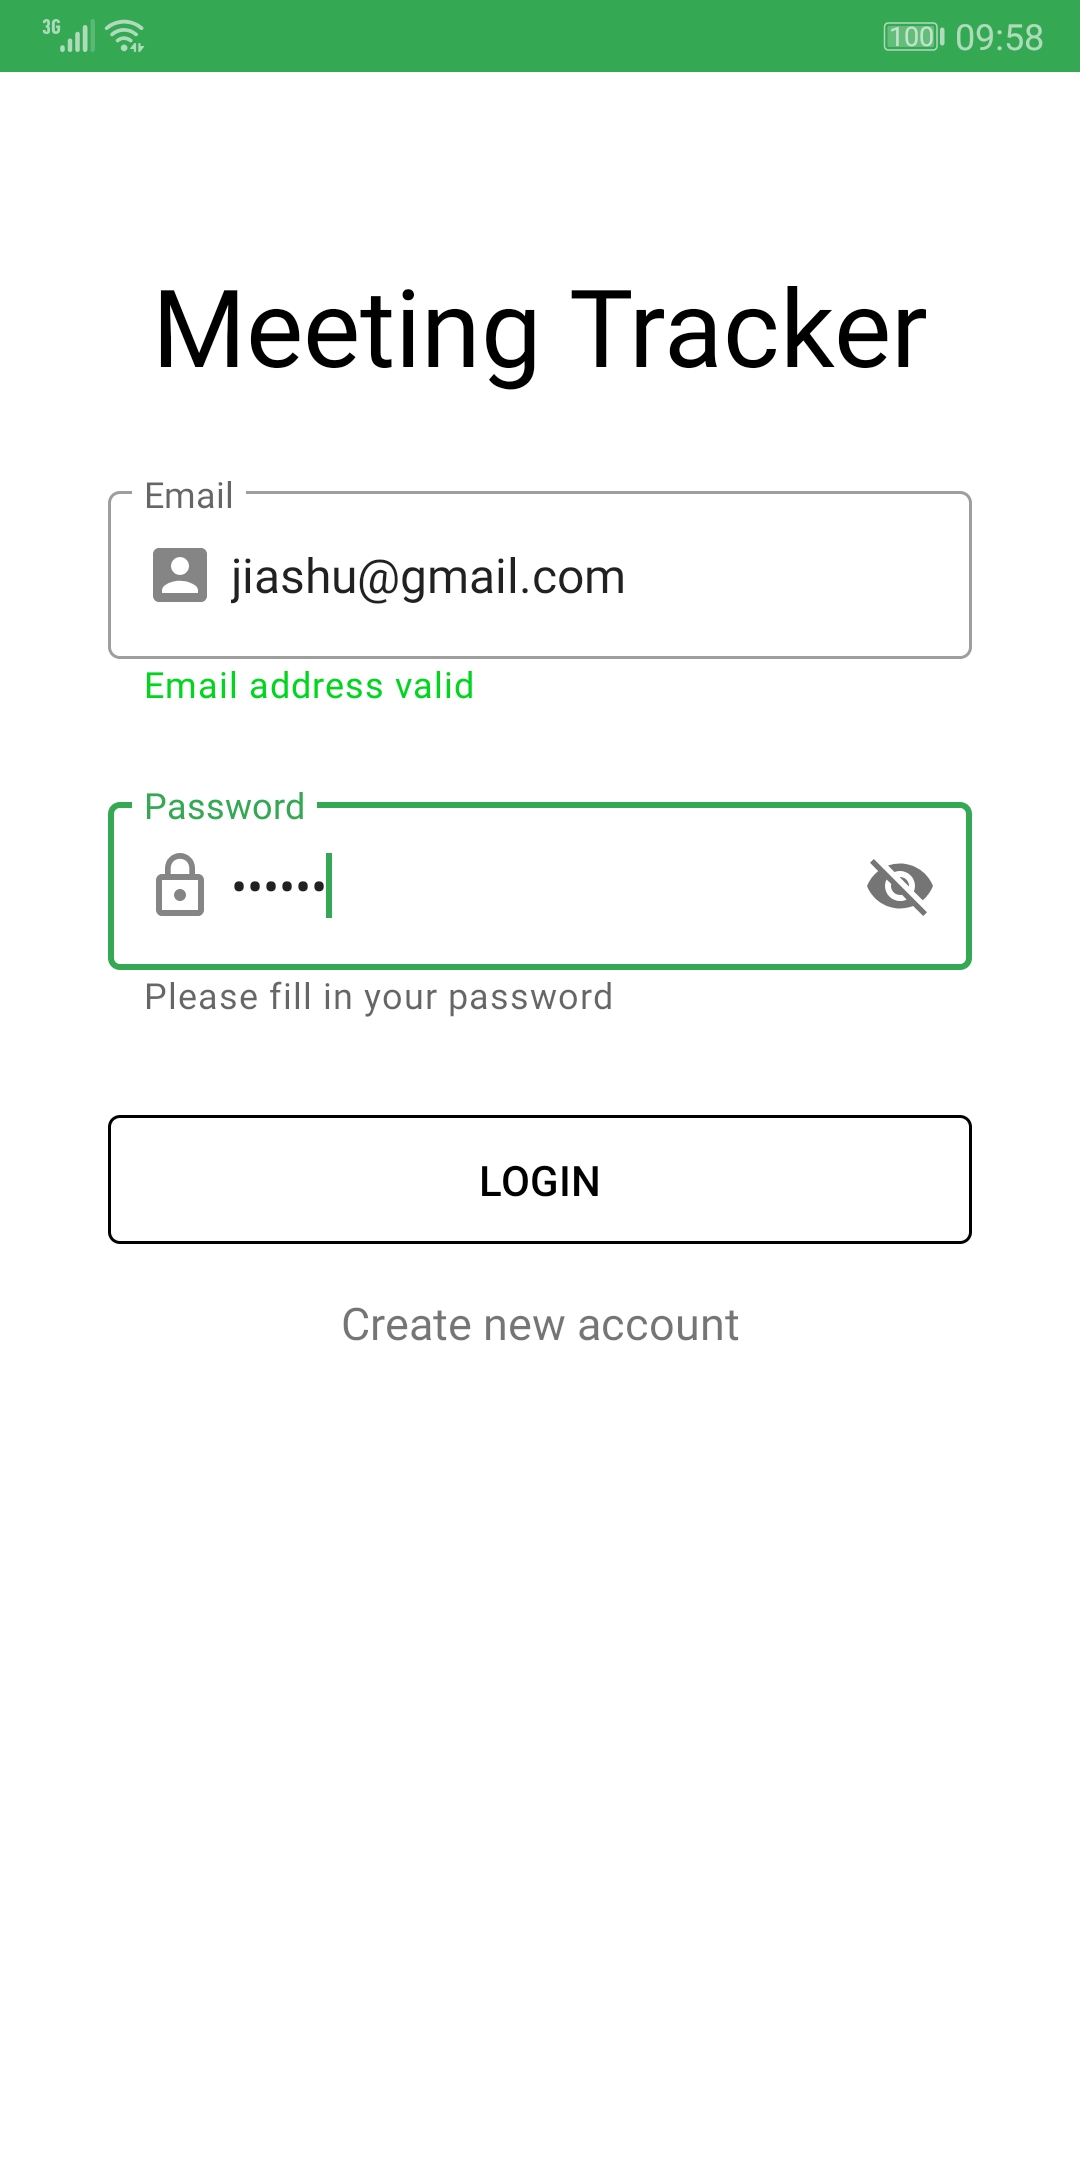 3G
100 09:58
Meeting Tracker
Email
jiashu@gmail.com
Email address valid
Password
••••••
Please fill in your password
LOGIN
Create new account